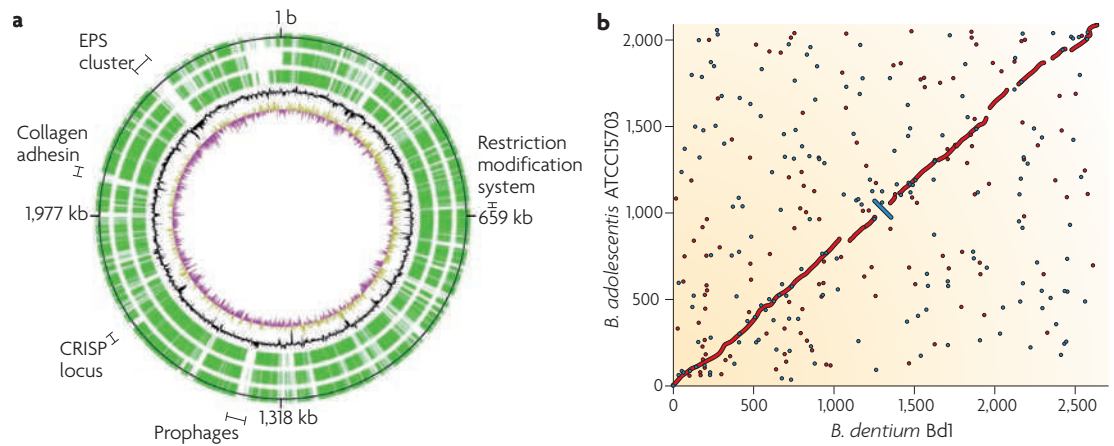 a
1 b
EPS
cluster
Collagen
adhesin
1,977 kb
CRISP
locus
Prophages
1,318 kb
Restriction
modification
system
659 kb
b
B. adolescentis ATCC15703
2,000
1,500
1,000
500
0
0
500
1,000
1,500
2,000
2,500
B. dentium Bd1